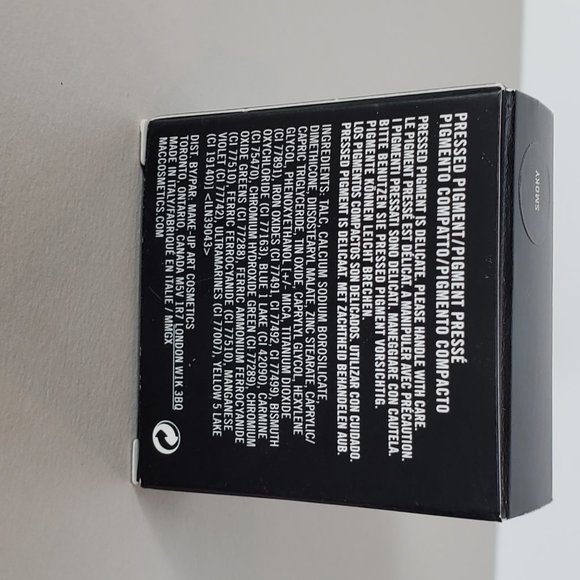 PRESSED PIGMENT/PIGMENT PRESSÉ
PIGMENTO COMPATTO/PIGMENTO COMPACTO
PRESSED PIGMENT IS DELICATE. PLEASE HANDLE WITH CARE.
LE PIGMENT PRESSÉ EST DÉLICAT. À MANIER AVEC PRÉCAUTION.
I PIGMENT PRESSATI SONO DELICATI. MANEGGIARE CON CAUTELA.
BITTE BENUTZEN SIE PRESSED PIGMENT VORSICHTIG.
PIGMENTE KÖNNEN LEICHT BRECHEN.
LOS PIGMENTOS COMPACTOS SON DELICADOS. UTILIZAR CON CUIDADO.
PRESSED PIGMENT IS DELICAAT. MET ZACHTHEID BEHANDELEN AUB.
INGREDIENTS: TALC, CALCIUM SODIUM BOROSILICATE,
DIMETHICONE, DIISOSTEARYL MALATE, ZINC STEARATE, CAPRYLIC/
CAPRIC TRIGLYCERIDE, TIN OXIDE, CAPRYLYL GLYCOL, HEXYLENE
GLYCOL, PHENOXYETHANOL [+/- MICA, TITANIUM DIOXIDE
(CI 77891), IRON OXIDES (CI 77491, CI 77492, CI 77499), BISMUTH
OXYCHLORIDE (CI 77163), BLUE 1 LAKE (CI 42090), CARMINE
(CI 75470), CHROMIUM HYDROXIDE GREEN (CI 77289), CHROMIUM
OXIDE GREENS (CI 77288), FERRIC AMMONIUM FERROCYANIDE
(CI 77510), FERRIC FERROCYANIDE (CI 77510), MANGANESE
VIOLET (CI 77742), ULTRAMARINES (CI 77007), YELLOW 5 LAKE
(CI 19140)] <ILN39043>
DIST. BY/PAR: MAKE-UP ART COSMETICS
TORONTO, ONTARIO, CANADA M5V 1R7/LONDON W1K 3BQ
MADE IN ITALY/FABRIQUÉ EN ITALIE / MMGX
MACCOSMETICS.COM
SMOKY